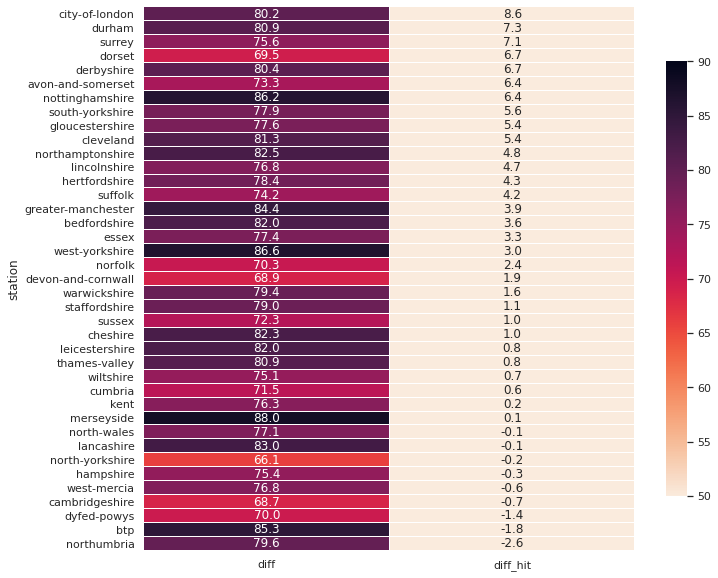 station
city-of-london 80.2 8.6
durham 80.9 7.3
surrey 75.6 7.1
dorset 69.5 6.7
derbyshire 80.4 6.7
avon-and-somerset 73.3 6.4
nottinghamshire 86.2 6.4
south-yorkshire 77.9 5.6
gloucestershire 77.6 5.4
cleveland 81.3 5.4
northamptonshire 82.5 4.8
lincolnshire 76.8 4.7
hertfordshire 78.4 4.3
suffolk 74.2 4.2
greater-manchester 84.4 3.9
bedfordshire 82.0 3.6
essex 77.4 3.3
west-yorkshire 86.6 3.0
norfolk 70.3 2.4
devon-and-cornwall 68.9 1.9
warwickshire 79.4 1.6
staffordshire 79.0 1.1
sussex 72.3 1.0
cheshire 82.3 1.0
leicestershire 82.0 0.8
thames-valley 80.9 0.8
wiltshire 75.1 0.7
cumbria 71.5 0.6
kent 76.3 0.2
merseyside 88.0 0.1
north-wales 77.1 -0.1
lancashire 83.0 -0.1
north-yorkshire 66.1 -0.2
hampshire 75.4 -0.3
west-mercia 76.8 -0.6
cambridgeshire 68.7 -0.7
dyfed-powys 70.0 -1.4
btp 85.3 -1.8
northumbria 79.6 -2.6
diff diff_hit
90
85
80
75
70
65
60
55
50